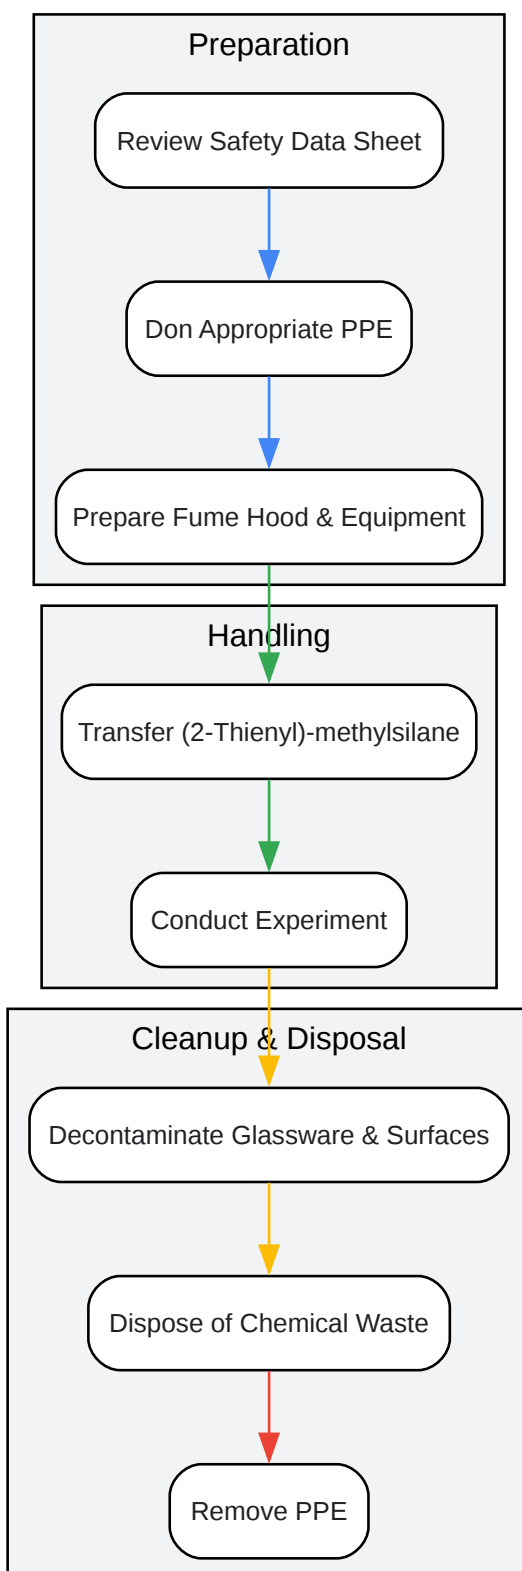 Preparation
Review Safety Data Sheet
Don Appropriate PPE
Prepare Fume Hood & Equipment
Handling
Transfer (2-Thienyl)-methylsilane
Conduct Experiment
Cleanup & Disposal
Decontaminate Glassware & Surfaces
Dispose of Chemical Waste
Remove PPE